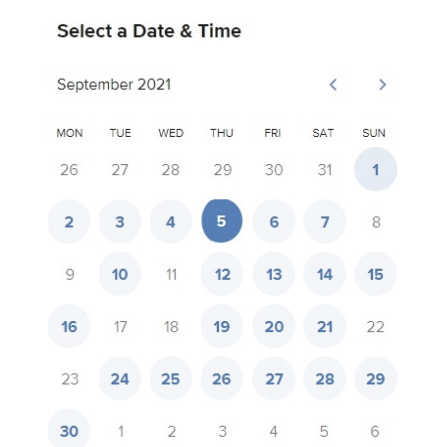 Select a Date & Time
September 2021
MON TUE WED THU FRI SAT SUN
26 27 28 29 30 31 1
2 3 4 5 6 7 8
9 10 11 12 13 14 15
16 17 18 19 20 21 22
23 24 25 26 27 28 29
30 1 2 3 4 5 6